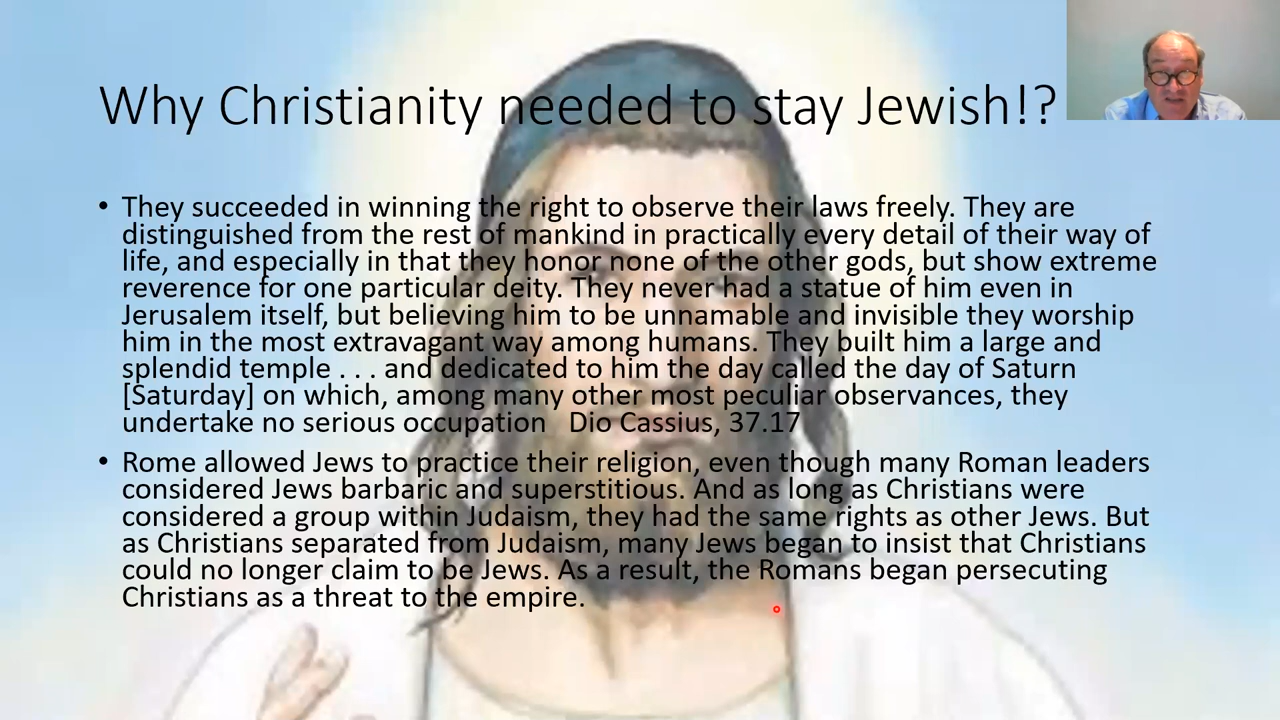 Why Christianity needed to stay Jewish!?
• They succeeded in winning the right to observe their laws freely. They are
distinguished from the rest of mankind in practically every detail of their way of
life, and especially in that they honor none of the other gods, but show extreme
reverence for one particular deity. They never had a statue of him even in
Jerusalem itself, but believing him to be unnamable and invisible they worship
him in the most extravagant way among humans. They built him a large and
splendid temple . . . and dedicated to him the day called the day of Saturn
[Saturday] on which, among many other most peculiar observances, they
undertake no serious occupation   Dio Cassius, 37.17
• Rome allowed Jews to practice their religion, even though many Roman leaders
considered Jews barbaric and superstitious. And as long as Christians were
considered a group within Judaism, they had the same rights as other Jews. But
as Christians separated from Judaism, many Jews began to insist that Christians
could no longer claim to be Jews. As a result, the Romans began persecuting
Christians as a threat to the empire.